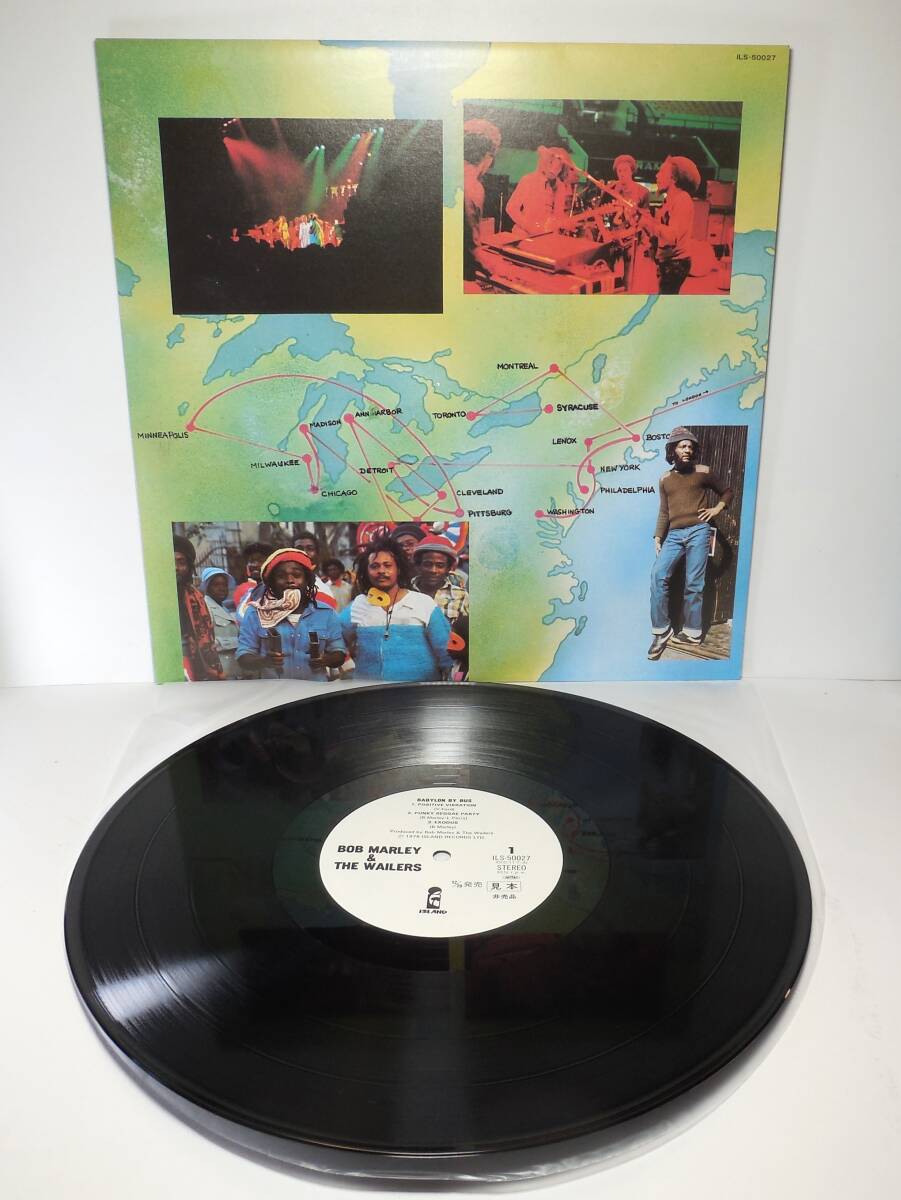 ILS-50027
MONTREAL
TORONTO
SYRACUSE
TO LONDON →
MINNEAPOLIS
MADISON
ANN ARBOR
LENOX
BOSTO
MILWAUKEE
DETROIT
NEW YORK
CHICAGO
CLEVELAND
PHILADELPHIA
PITTSBURG
WASHINGTON
BABYLON BY BUS
1. POSITIVE VIBRATION
2. PUNKY REGGAE PARTY
3. EXODUS
(B. Marley)
Produced by Bob Marley & The Wailers
ISLAND RECORDS LTD.
BOB MARLEY
&
THE WAILERS
1
ILS-50027
STEREO
発売
見本
非売品
ISLAND